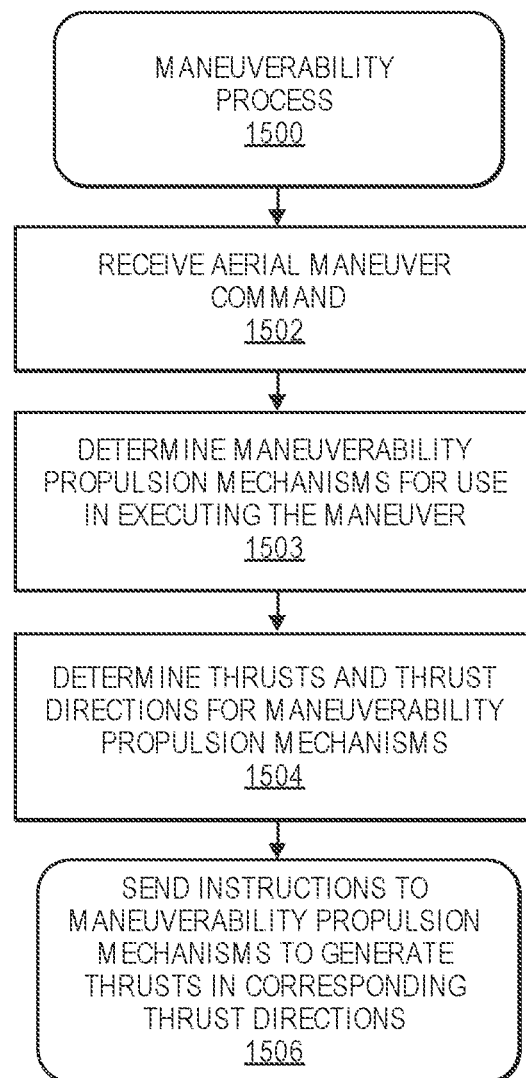 MANEUVERABILITY
PROCESS
1500
RECEIVE AERIAL MANEUVER
COMMAND
1502
DETERMINE MANEUVERABILITY
PROPULSION MECHANISMS FOR USE
IN EXECUTING THE MANEUVER
1503
DETERMINE THRUSTS AND THRUST
DIRECTIONS FOR MANEUVERABILITY
PROPULSION MECHANISMS
1504
SEND INSTRUCTIONS TO
MANEUVERABILITY PROPULSION
MECHANISMS TO GENERATE
THRUSTS IN CORRESPONDING
THRUST DIRECTIONS
1506